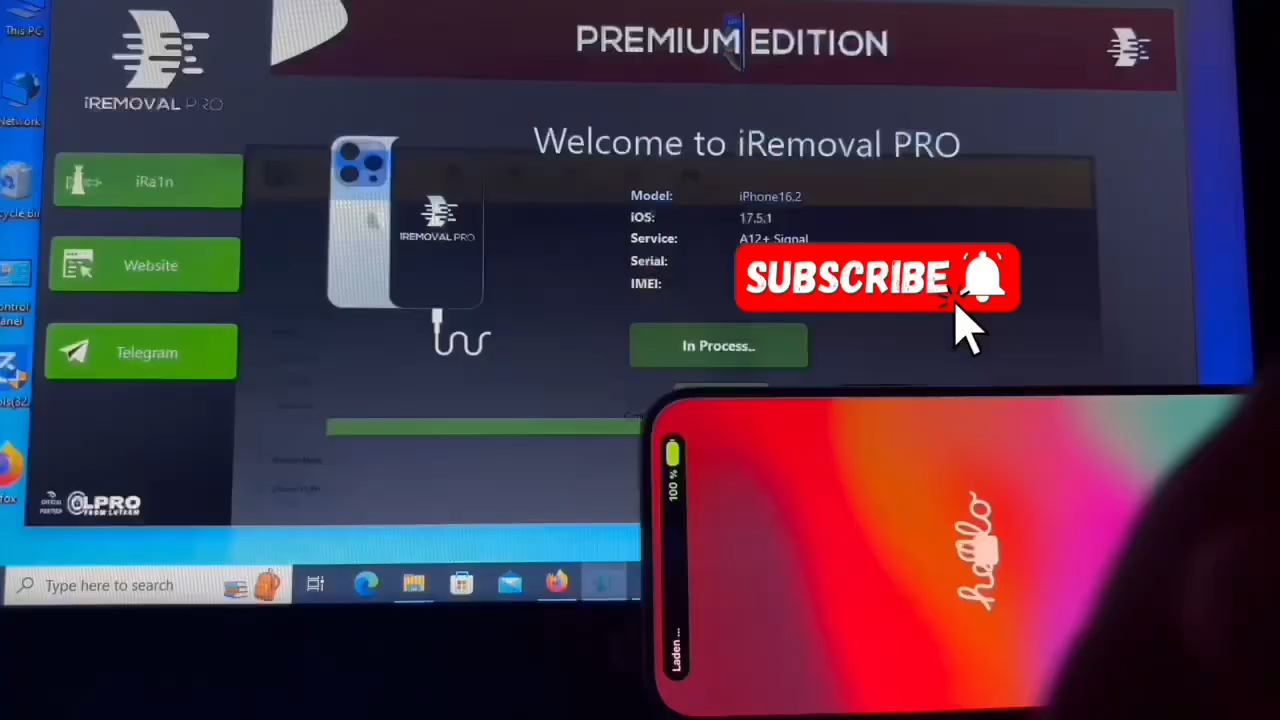 This PC
iREMOVAL PRO
PREMIUM EDITION
Welcome to iRemoval PRO
iRa1n
Website
Telegram
IREMOVAL PRO
Model: iPhone16,2
iOS: 17.5.1
Service: A12+ Signal
Serial:
IMEI:
SUBSCRIBE
In Process..
Network
LPRO
Type here to search
100 %
Laden ...
hello